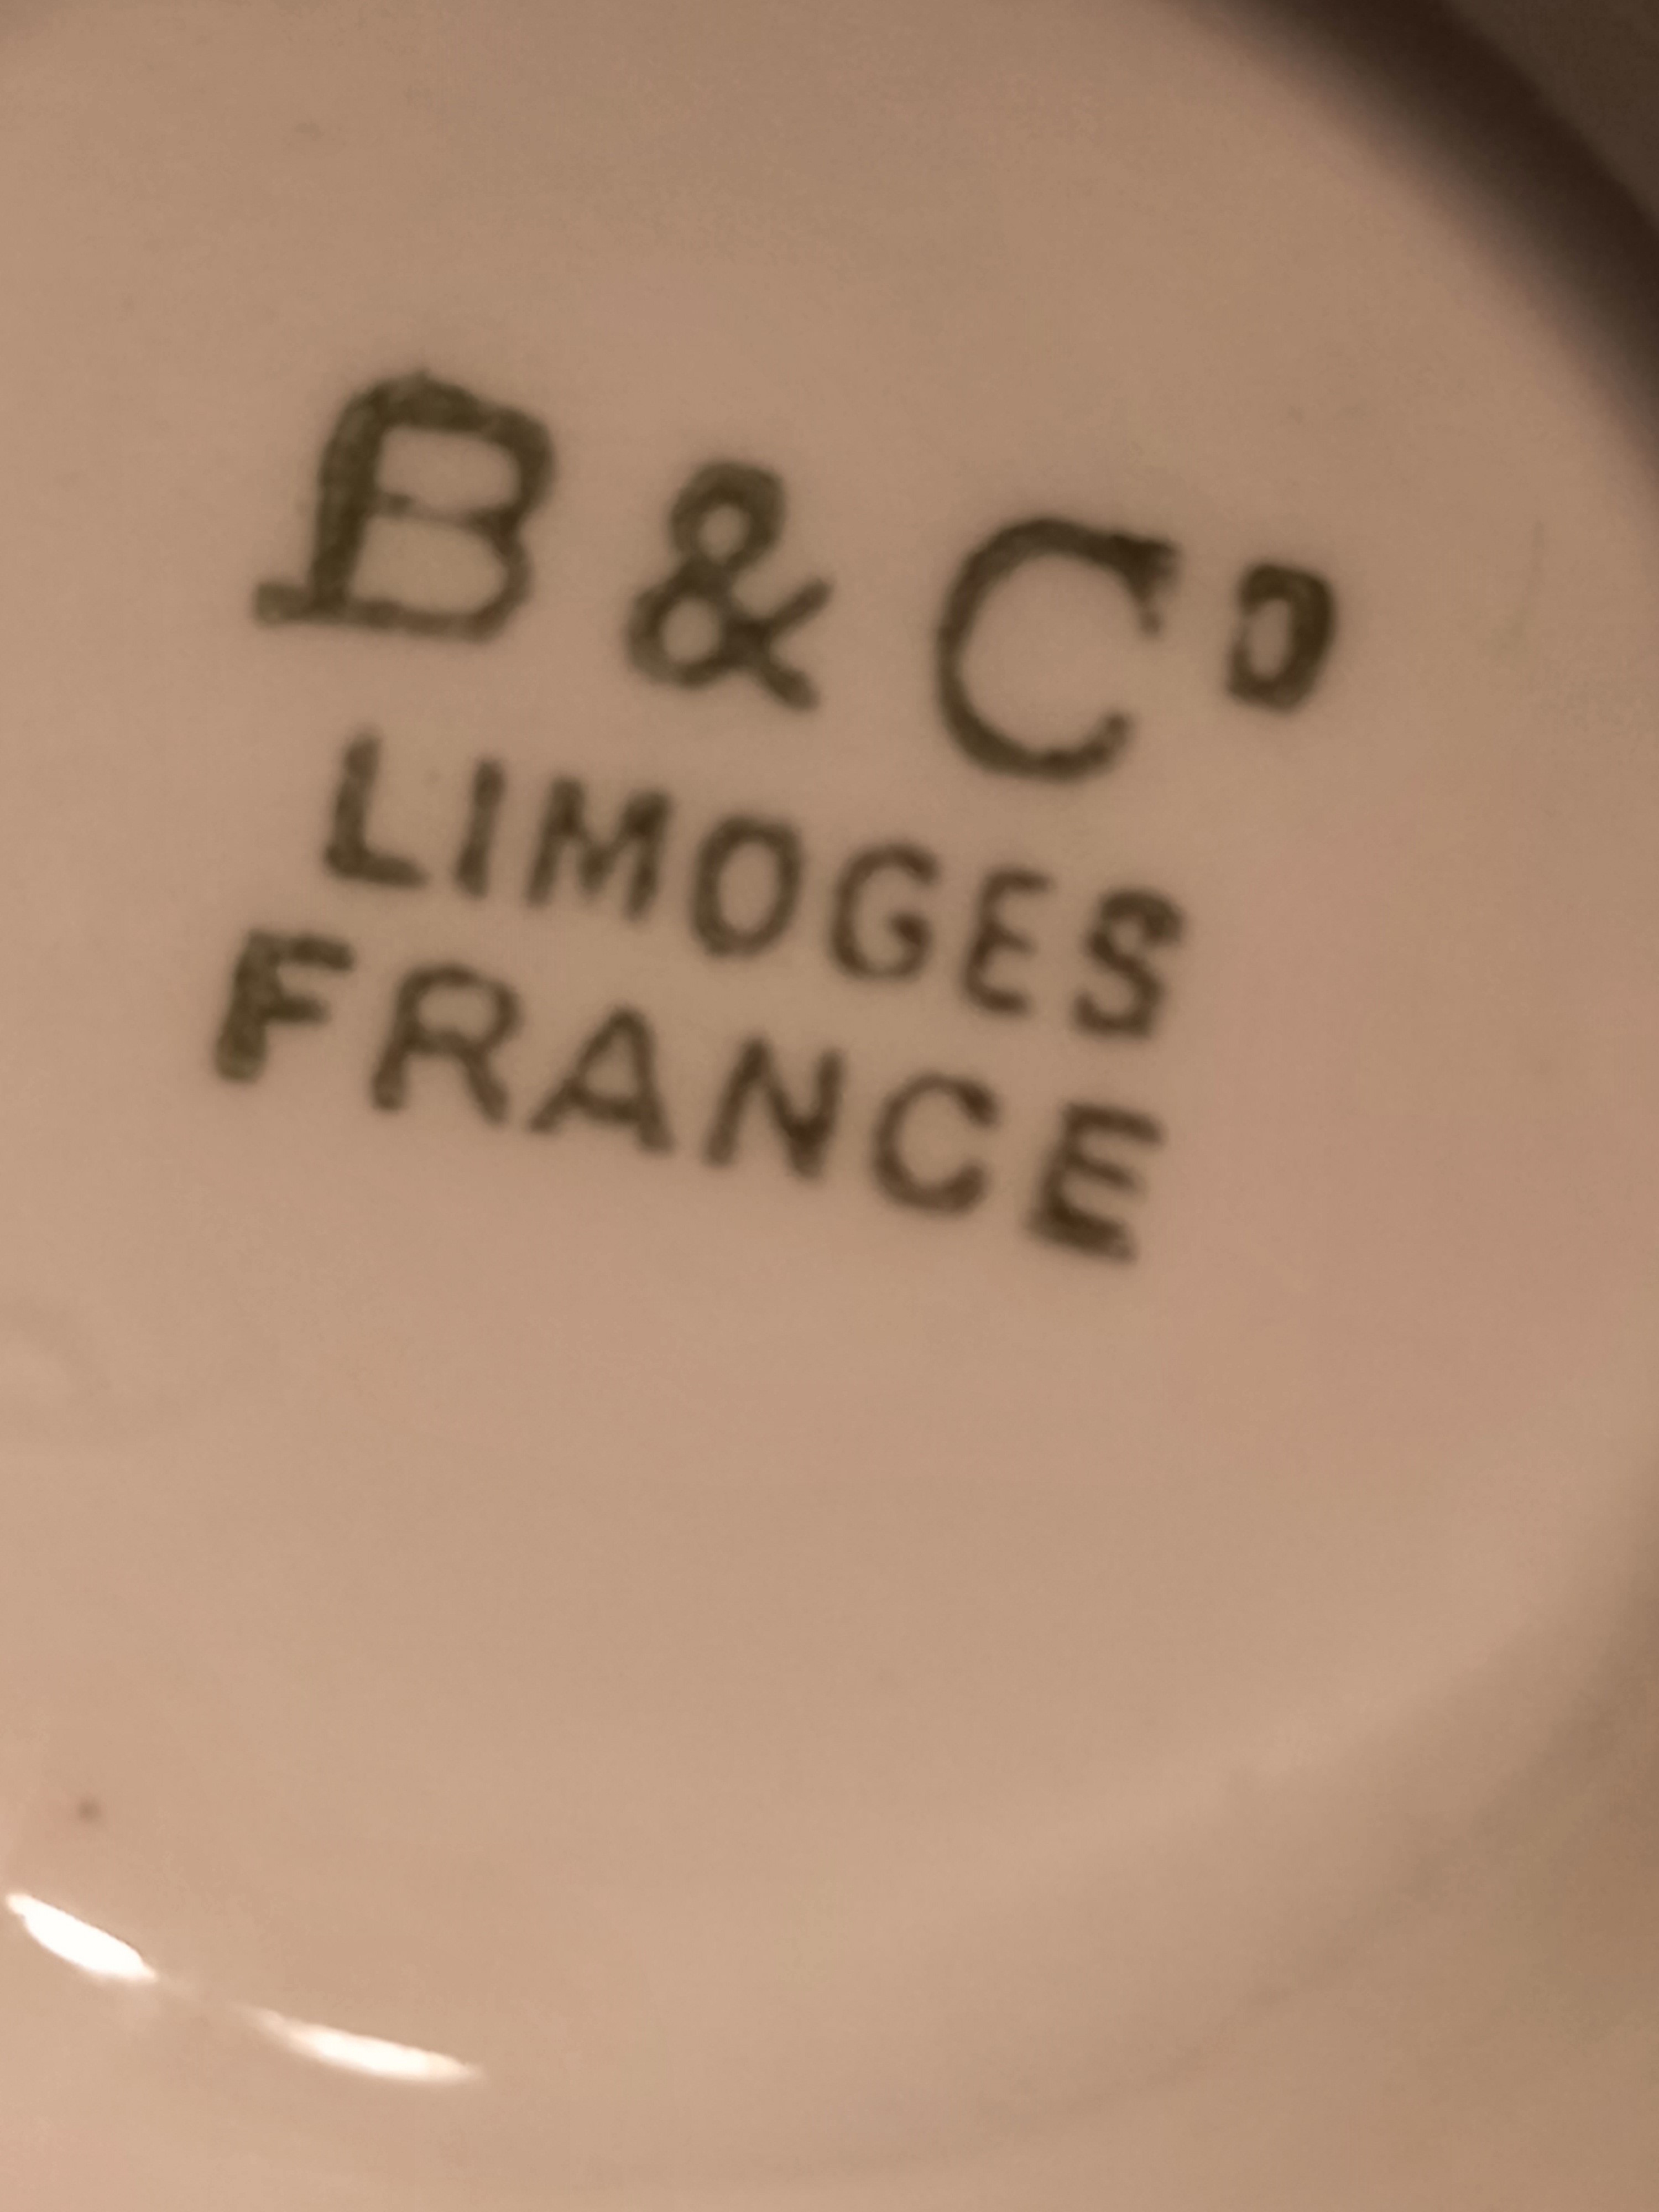 B & Cº
LIMOGES
FRANCE